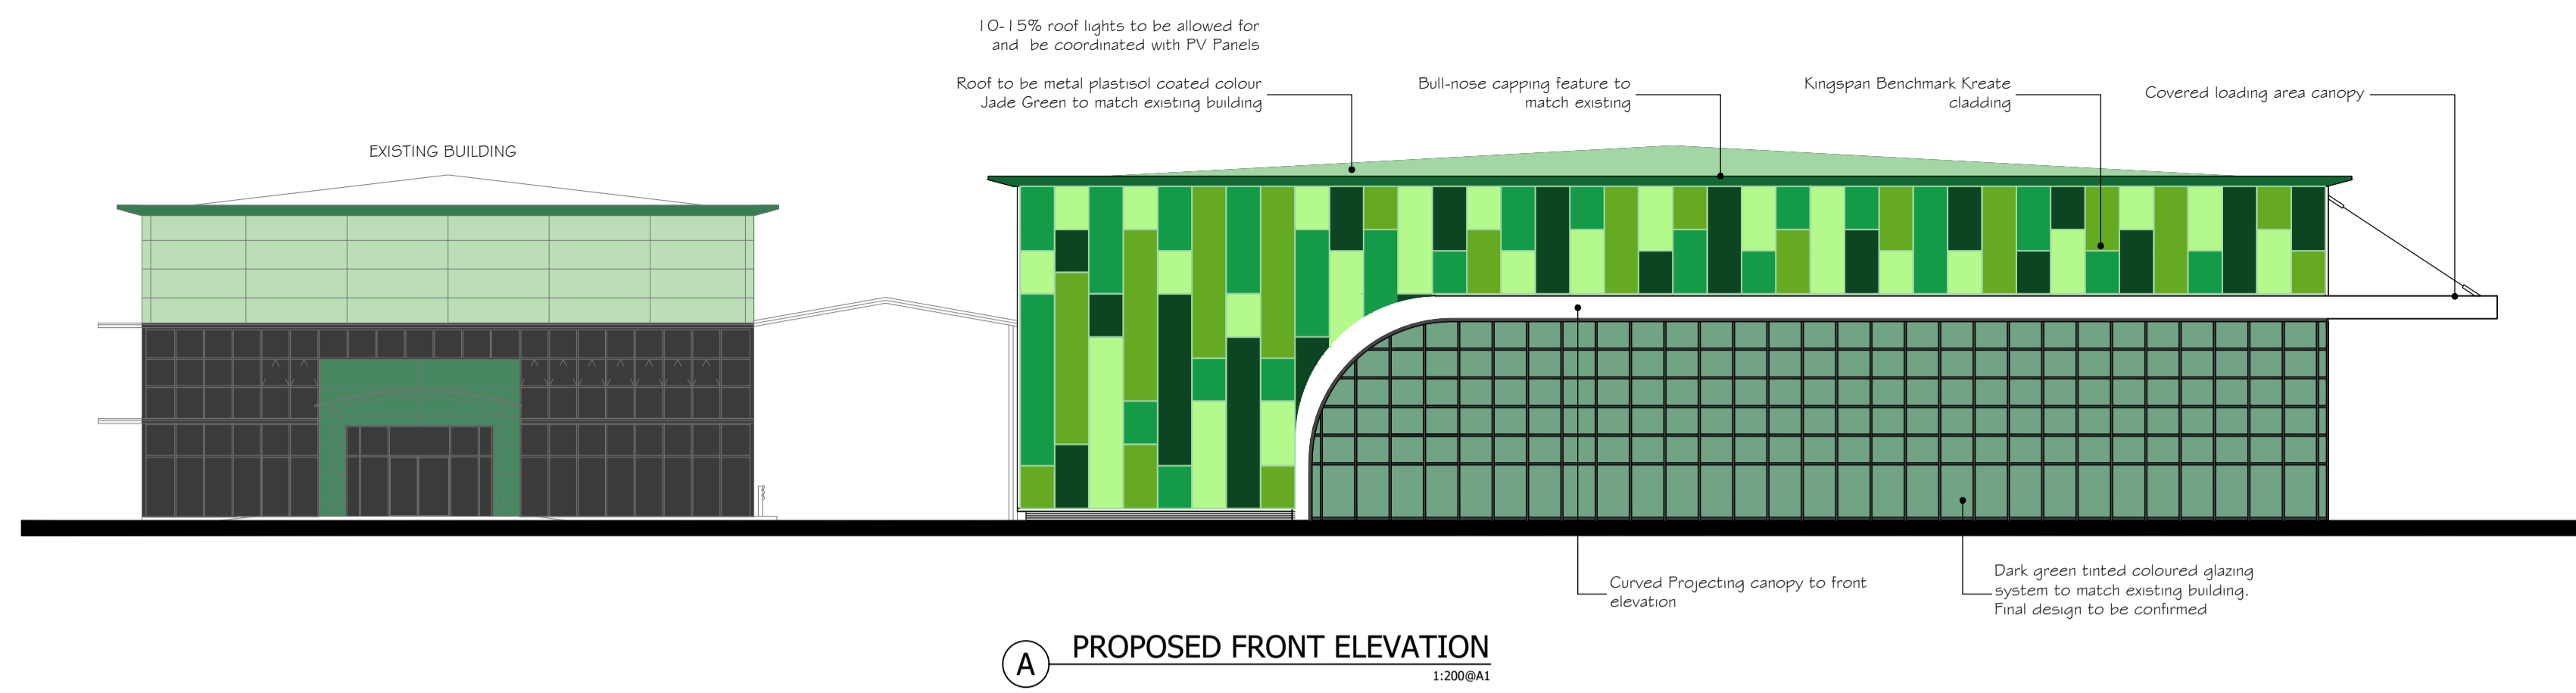 10-15% roof lights to be allowed for
and be coordinated with PV Panels
Roof to be metal plastisol coated colour
Jade Green to match existing building
Bull-nose capping feature to
match existing
Kingspan Benchmark Kreate
cladding
Covered loading area canopy
EXISTING BUILDING
Curved Projecting canopy to front
elevation
Dark green tinted coloured glazing
system to match existing building.
Final design to be confirmed
A
PROPOSED FRONT ELEVATION
1:200@A1